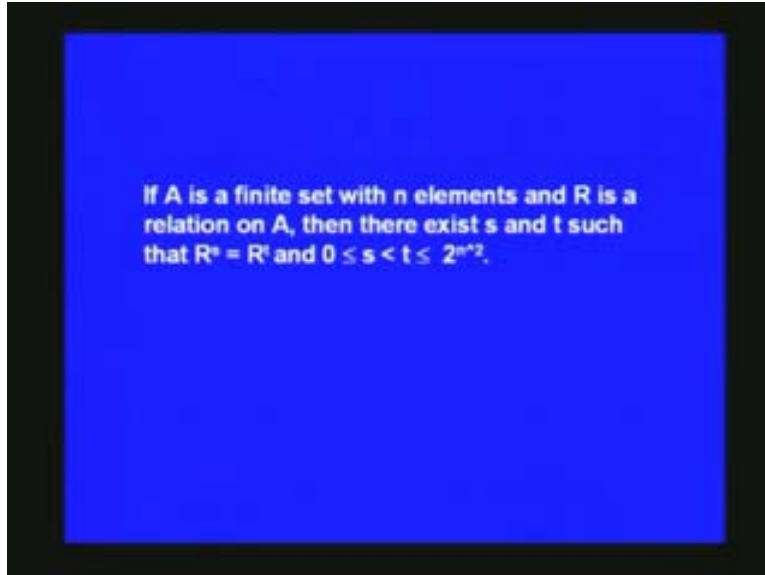 If A is a finite set with n elements and R is a
relation on A, then there exist s and t such
that Rˢ = Rᵗ and 0 ≤ s < t ≤ 2^{n^2}.